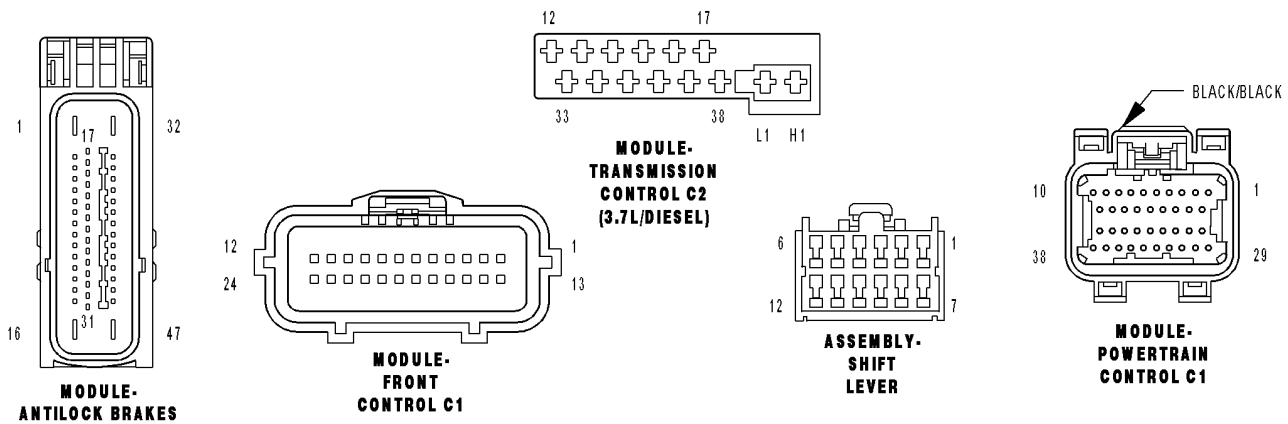 1
17
32
16
31
47
MODULE-
ANTILOCK BRAKES
12
1
24
13
MODULE-
FRONT
CONTROL C1
12
17
33
38
L1
H1
MODULE-
TRANSMISSION
CONTROL C2
(3.7L/DIESEL)
6
1
12
7
ASSEMBLY-
SHIFT
LEVER
BLACK/BLACK
10
1
38
29
MODULE-
POWERTRAIN
CONTROL C1